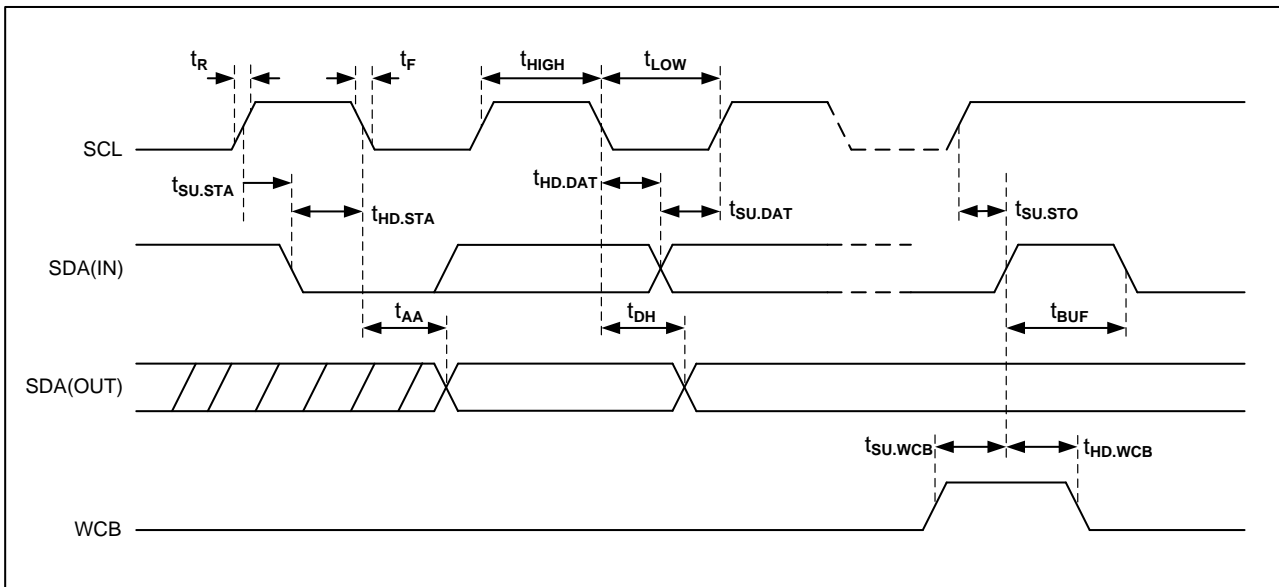 tR
tF
tHIGH
tLOW
SCL
tSU.STA
tHD.STA
tHD.DAT
tSU.DAT
tSU.STO
SDA(IN)
tAA
tDH
tBUF
SDA(OUT)
tSU.WCB
tHD.WCB
WCB